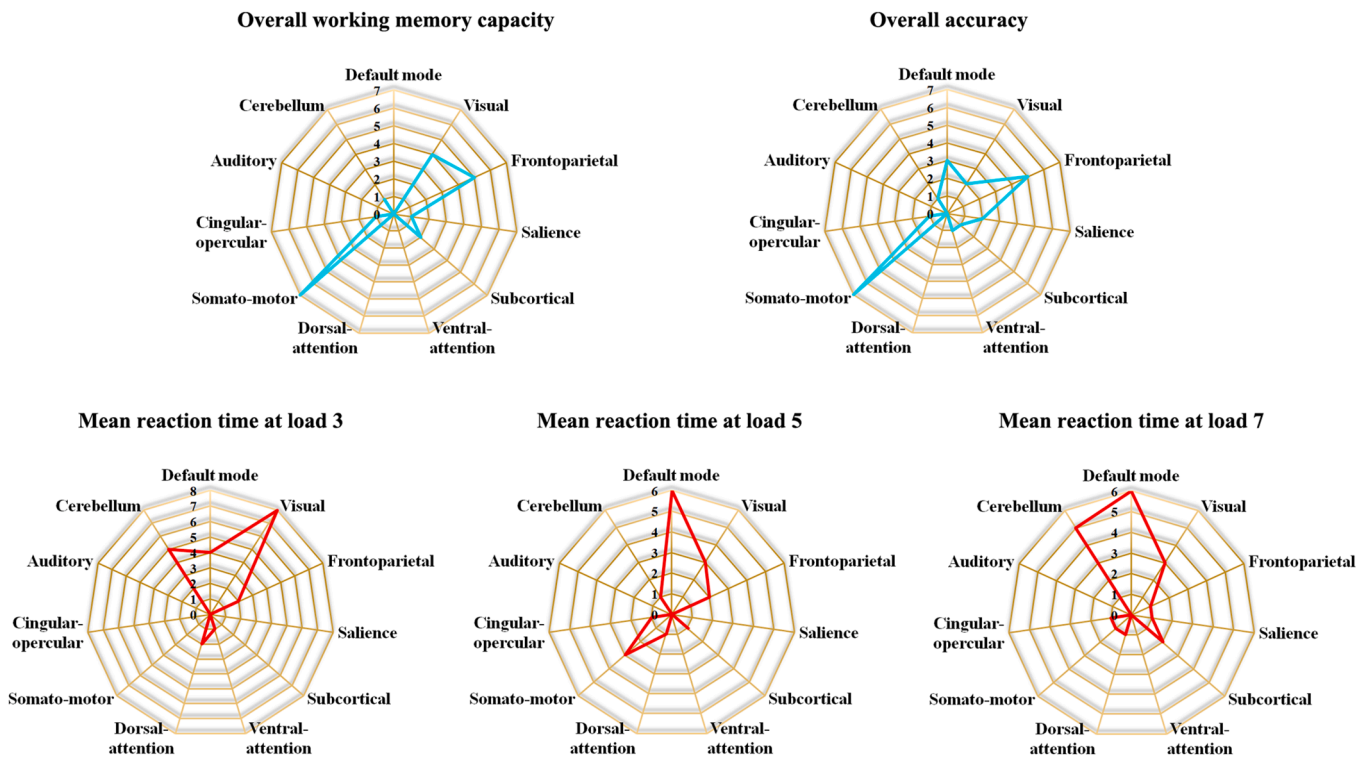 Overall working memory capacity
Default mode
Visual
Frontoparietal
Salience
Subcortical
Ventral-
attention
Dorsal-
attention
Somato-motor
Cingular-
opercular
Auditory
Cerebellum
7
6
5
4
3
2
1
0
Overall accuracy
Default mode
Visual
Frontoparietal
Salience
Subcortical
Ventral-
attention
Dorsal-
attention
Somato-motor
Cingular-
opercular
Auditory
Cerebellum
7
6
5
4
3
2
1
0
Mean reaction time at load 3
Default mode
Visual
Frontoparietal
Salience
Subcortical
Ventral-
attention
Dorsal-
attention
Somato-motor
Cingular-
opercular
Auditory
Cerebellum
8
7
6
5
4
3
2
1
0
Mean reaction time at load 5
Default mode
Visual
Frontoparietal
Salience
Subcortical
Ventral-
attention
Dorsal-
attention
Somato-motor
Cingular-
opercular
Auditory
Cerebellum
6
5
4
3
2
1
0
Mean reaction time at load 7
Default mode
Visual
Frontoparietal
Salience
Subcortical
Ventral-
attention
Dorsal-
attention
Somato-motor
Cingular-
opercular
Auditory
Cerebellum
6
5
4
3
2
1
0